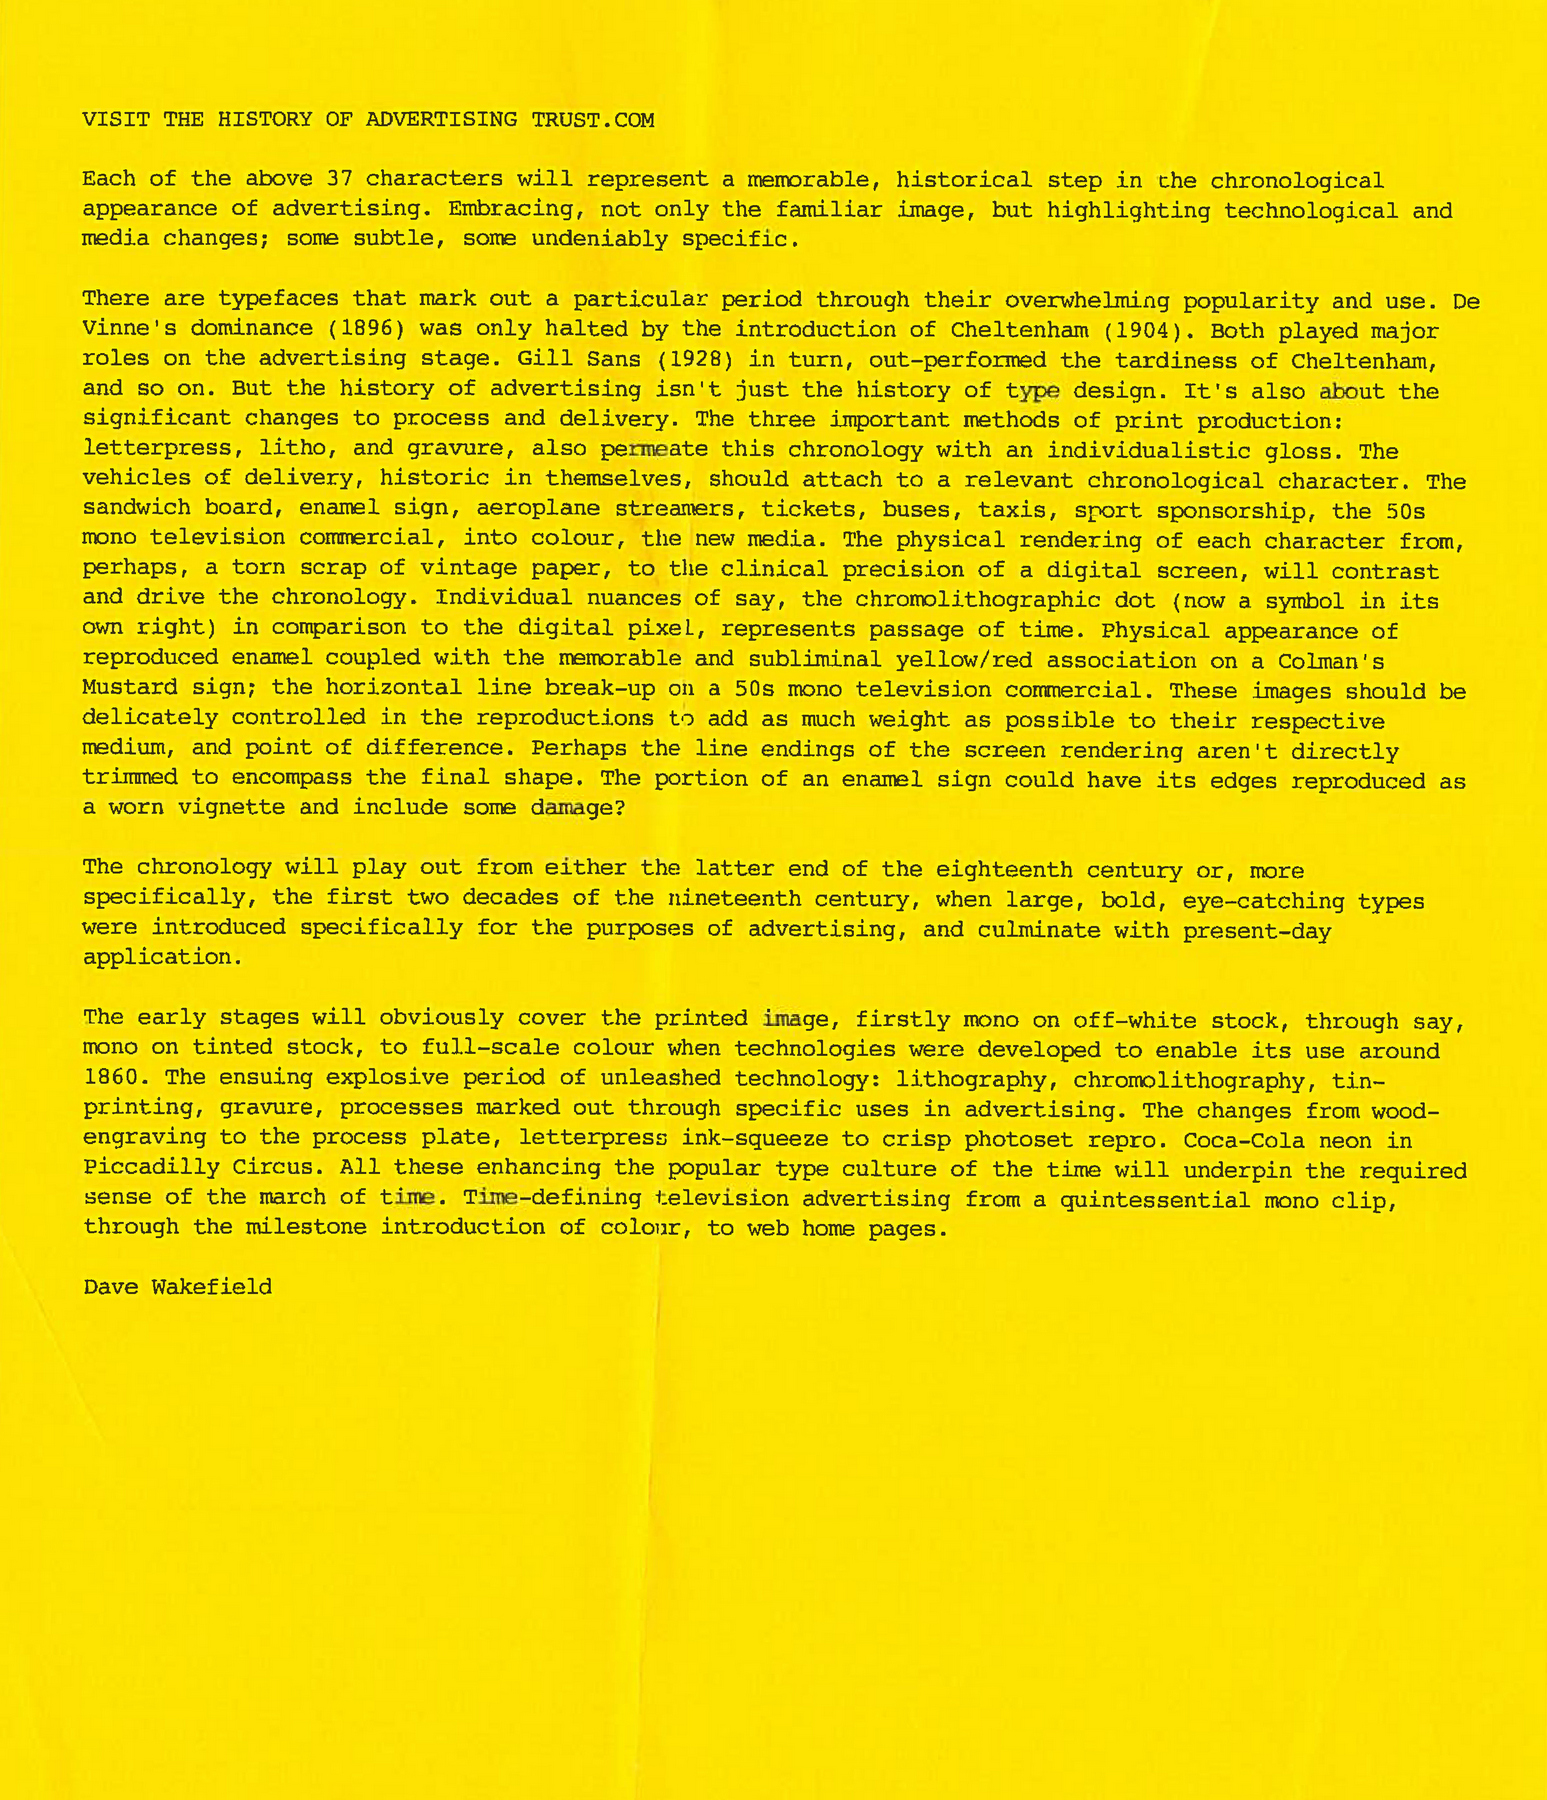 VISIT THE HISTORY OF ADVERTISING TRUST.COM
Each of the above 37 characters will represent a memorable, historical step in the chronological
appearance of advertising. Embracing, not only the familiar image, but highlighting technological and
media changes; some subtle, some undeniably specific.
There are typefaces that mark out a particular period through their overwhelming popularity and use. De
Vinne's dominance (1896) was only halted by the introduction of Cheltenham (1904). Both played major
roles on the advertising stage. Gill Sans (1928) in turn, out-performed the tardiness of Cheltenham,
and so on. But the history of advertising isn't just the history of type design. It's also about the
significant changes to process and delivery. The three important methods of print production:
letterpress, litho, and gravure, also permeate this chronology with an individualistic gloss. The
vehicles of delivery, historic in themselves, should attach to a relevant chronological character. The
sandwich board, enamel sign, aeroplane streamers, tickets, buses, taxis, sport sponsorship, the 50s
mono television commercial, into colour, the new media. The physical rendering of each character from,
perhaps, a torn scrap of vintage paper, to the clinical precision of a digital screen, will contrast
and drive the chronology. Individual nuances of say, the chromolithographic dot (now a symbol in its
own right) in comparison to the digital pixel, represents passage of time. Physical appearance of
reproduced enamel coupled with the memorable and subliminal yellow/red association on a Colman's
Mustard sign; the horizontal line break-up on a 50s mono television commercial. These images should be
delicately controlled in the reproductions to add as much weight as possible to their respective
medium, and point of difference. Perhaps the line endings of the screen rendering aren't directly
trimmed to encompass the final shape. The portion of an enamel sign could have its edges reproduced as
a worn vignette and include some damage?
The chronology will play out from either the latter end of the eighteenth century or, more
specifically, the first two decades of the nineteenth century, when large, bold, eye-catching types
were introduced specifically for the purposes of advertising, and culminate with present-day
application.
The early stages will obviously cover the printed image, firstly mono on off-white stock, through say,
mono on tinted stock, to full-scale colour when technologies were developed to enable its use around
1860. The ensuing explosive period of unleashed technology: lithography, chromolithography, tin-
printing, gravure, processes marked out through specific uses in advertising. The changes from wood-
engraving to the process plate, letterpress ink-squeeze to crisp photoset repro. Coca-Cola neon in
Piccadilly Circus. All these enhancing the popular type culture of the time will underpin the required
sense of the march of time. Time-defining television advertising from a quintessential mono clip,
through the milestone introduction of colour, to web home pages.
Dave Wakefield